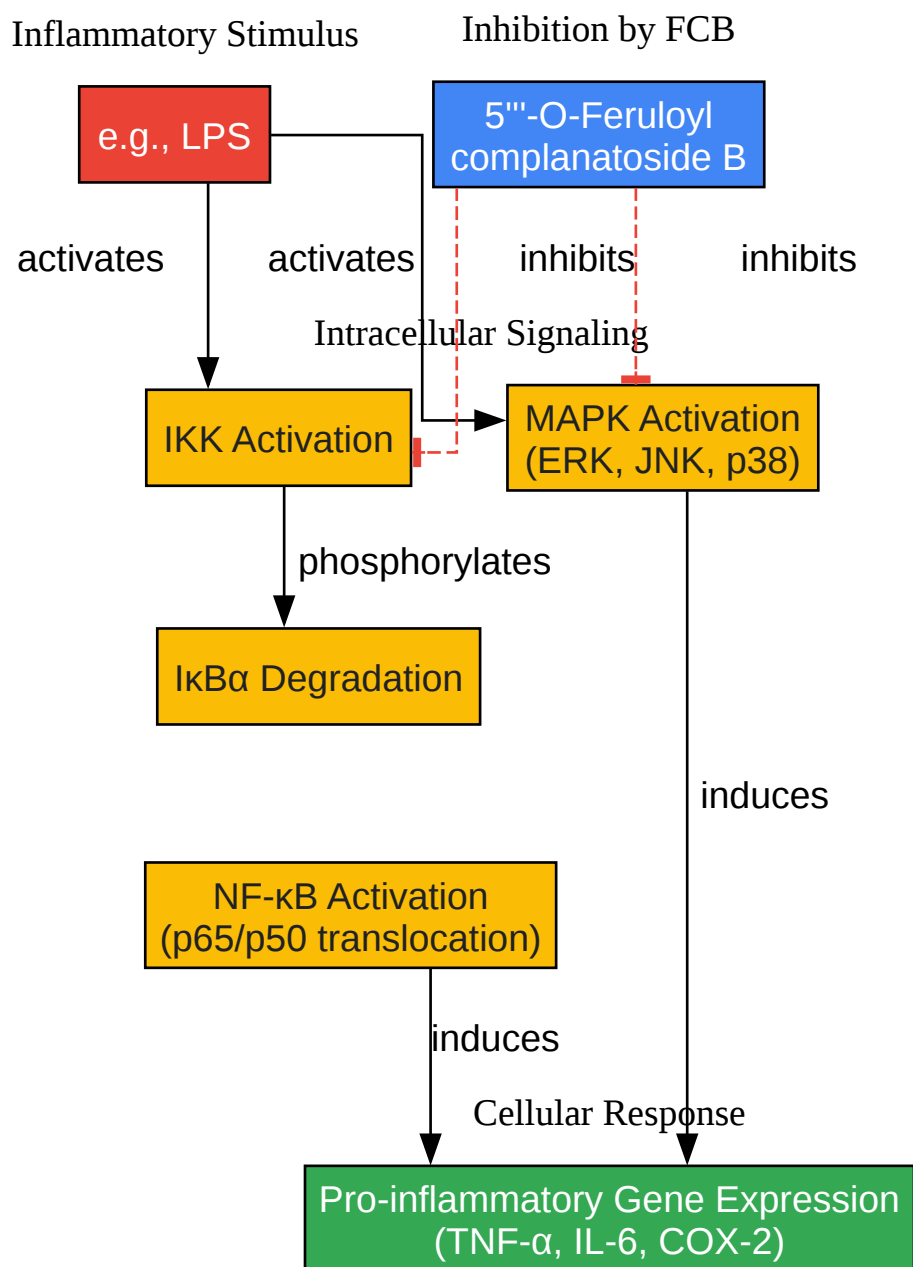 Inflammatory Stimulus
Inhibition by FCB
e.g., LPS
5'''-O-Feruloyl
complanatoside B
activates
activates
inhibits
inhibits
Intracellular Signaling
IKK Activation
MAPK Activation
(ERK, JNK, p38)
phosphorylates
IκBα Degradation
induces
NF-κB Activation
(p65/p50 translocation)
induces
Cellular Response
Pro-inflammatory Gene Expression
(TNF-α, IL-6, COX-2)